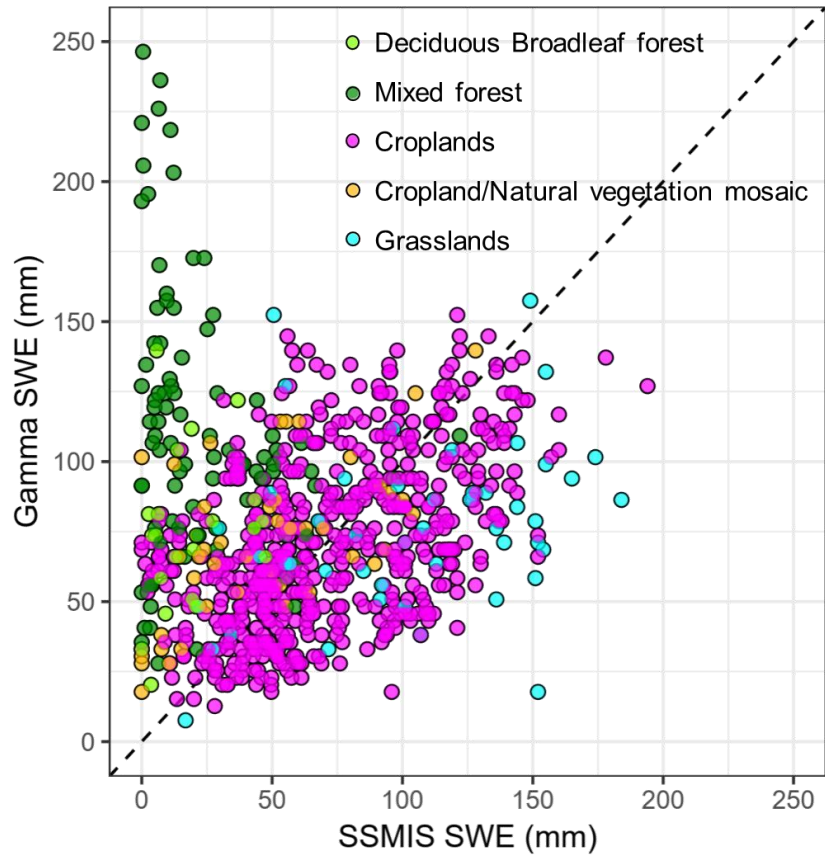 250
Deciduous Broadleaf forest
Mixed forest
Croplands
200
Cropland/Natural vegetation mosaic
Grasslands
150
Gamma SWE (mm)
100
50
0
0 50 100 150 200 250
SSMIS SWE (mm)